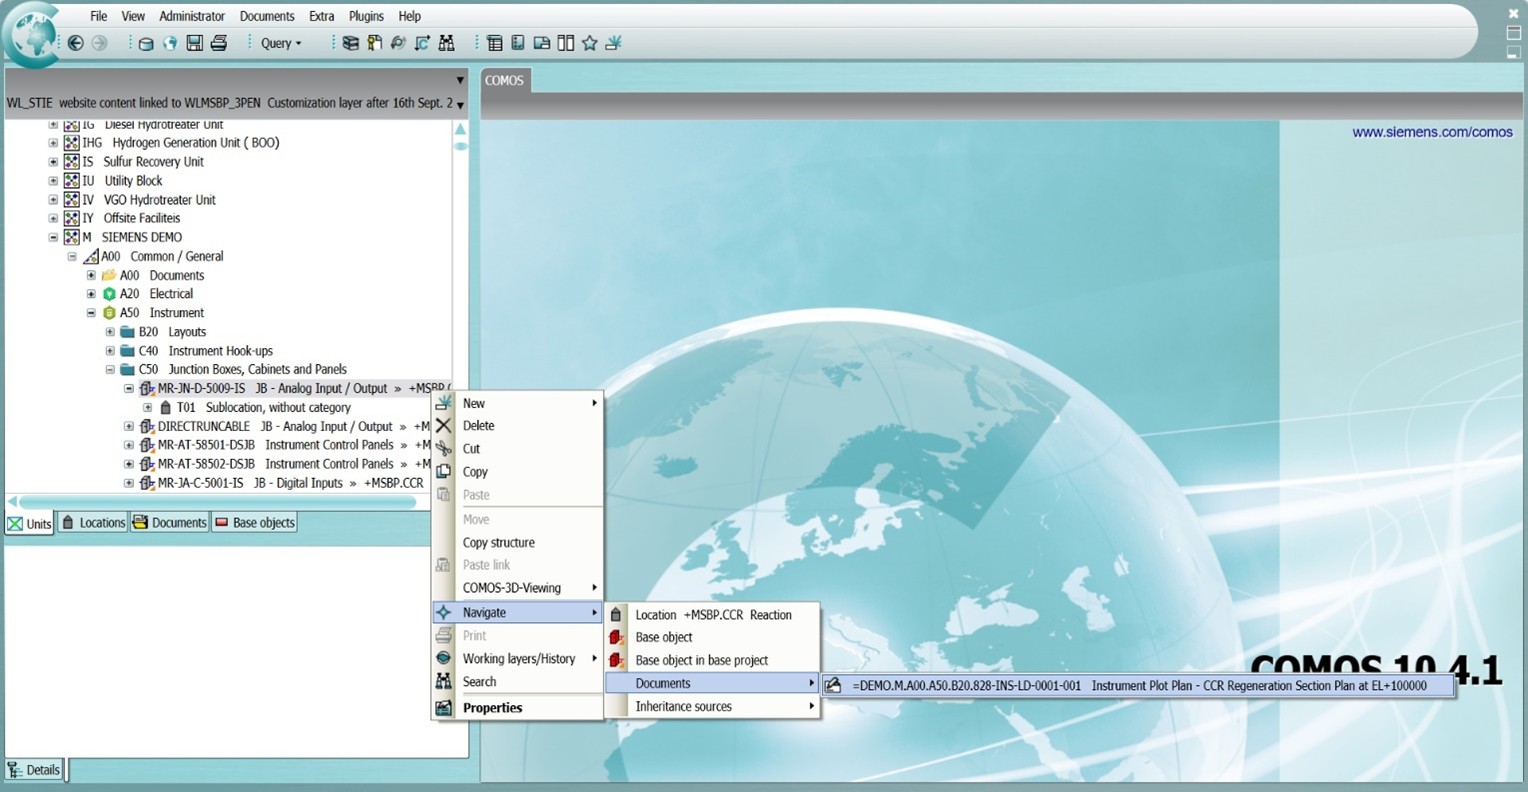 File View Administrator Documents Extra Plugins Help
Query
COMOS
WL_STIE website content linked to WLMSBP_3PEN Customization layer after 16th Sept. 2
www.siemens.com/comos
IG Diesel Hydrotreater Unit
IHG Hydrogen Generation Unit ( BOO)
IS Sulfur Recovery Unit
IU Utility Block
IV VGO Hydrotreater Unit
IY Offsite Faciliteis
M SIEMENS DEMO
A00 Common / General
A00 Documents
A20 Electrical
A50 Instrument
B20 Layouts
C40 Instrument Hook-ups
C50 Junction Boxes, Cabinets and Panels
MR-JN-D-5009-IS JB - Analog Input / Output » +MSBP.(
T01 Sublocation, without category
DIRECTRUNCABLE JB - Analog Input / Output » +M
MR-AT-58501-DSJB Instrument Control Panels » +M
MR-AT-58502-DSJB Instrument Control Panels » +M
MR-JA-C-5001-IS JB - Digital Inputs » +MSBP.CCR
Units Locations Documents Base objects
New
Delete
Cut
Copy
Paste
Move
Copy structure
Paste link
COMOS-3D-Viewing
Navigate
Print
Working layers/History
Search
Properties
Location +MSBP.CCR Reaction
Base object
Base object in base project
Documents
Inheritance sources
=DEMO.M.A00.A50.B20.828-INS-LD-0001-001 Instrument Plot Plan - CCR Regeneration Section Plan at EL+100000
COMOS 10.4.1
Details